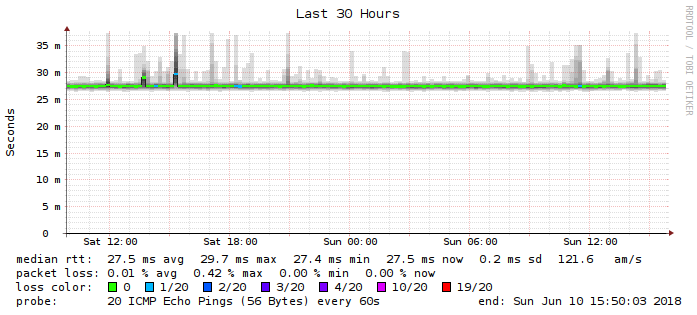 Last 30 Hours
RRDTOOL / TOBI OETIKER
Seconds
35 m
30 m
25 m
20 m
15 m
10 m
5 m
0
Sat 12:00 Sat 18:00 Sun 00:00 Sun 06:00 Sun 12:00
median rtt: 27.5 ms avg 29.7 ms max 27.4 ms min 27.5 ms now 0.2 ms sd 121.6 am/s
packet loss: 0.01 % avg 0.42 % max 0.00 % min 0.00 % now
loss color: 0 1/20 2/20 3/20 4/20 10/20 19/20
probe: 20 ICMP Echo Pings (56 Bytes) every 60s end: Sun Jun 10 15:50:03 2018